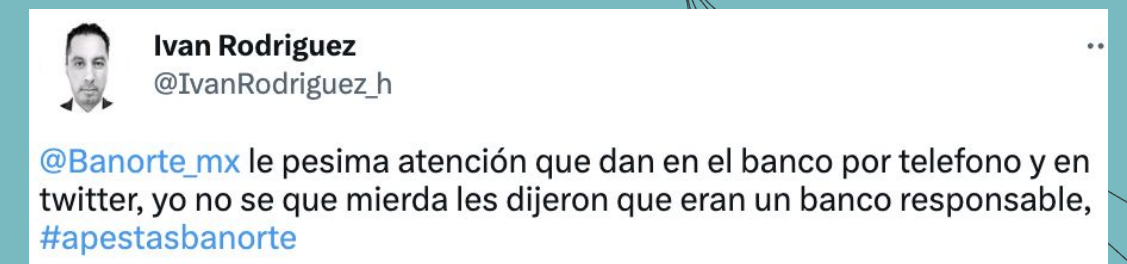 Ivan Rodriguez
@IvanRodriguez_h
@Banorte_mx le pesima atención que dan en el banco por telefono y en
twitter, yo no se que mierda les dijeron que eran un banco responsable,
#apestasbanorte